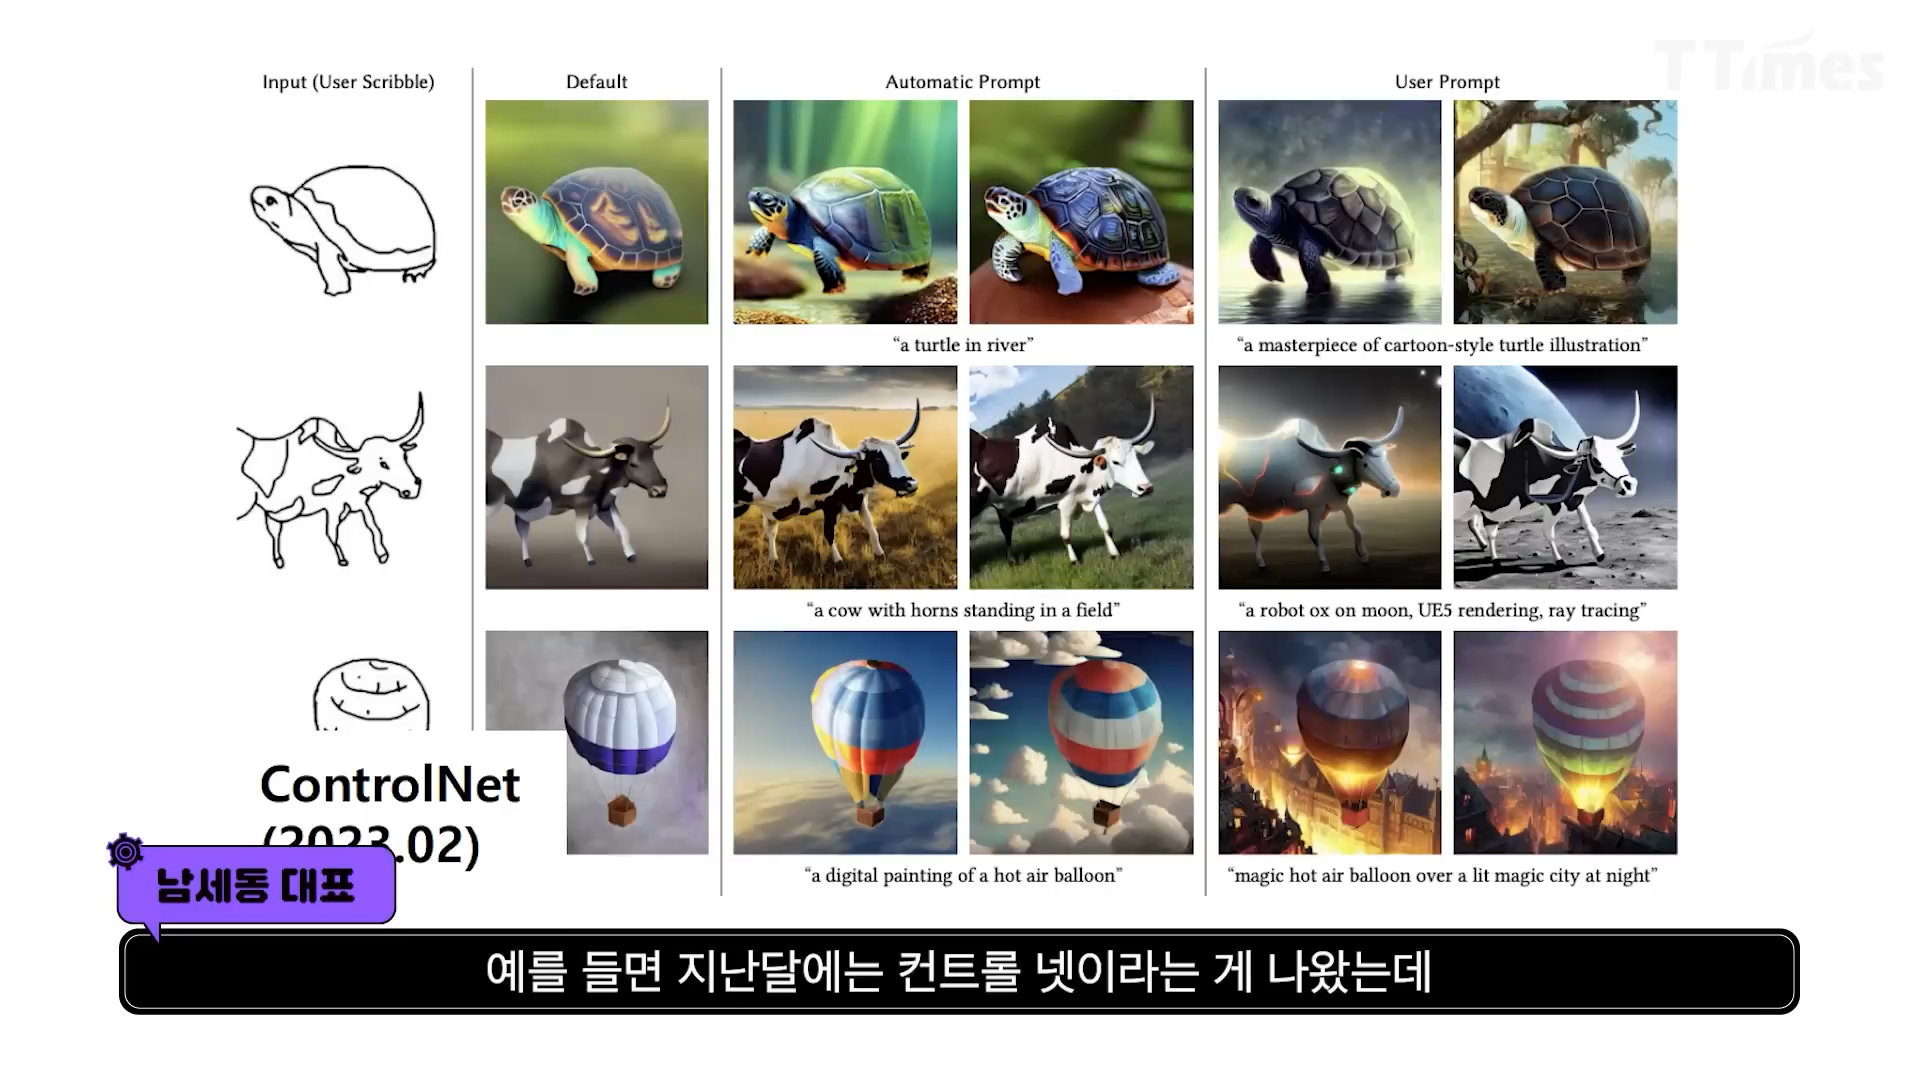 TTimes
Input (User Scribble)
Default
Automatic Prompt
User Prompt
“a turtle in river”
“a masterpiece of cartoon-style turtle illustration”
“a cow with horns standing in a field”
“a robot ox on moon, UE5 rendering, ray tracing”
“a digital painting of a hot air balloon”
“magic hot air balloon over a lit magic city at night”
ControlNet
(2023.02)
남세동 대표
예를 들면 지난달에는 컨트롤 넷이라는 게 나왔는데